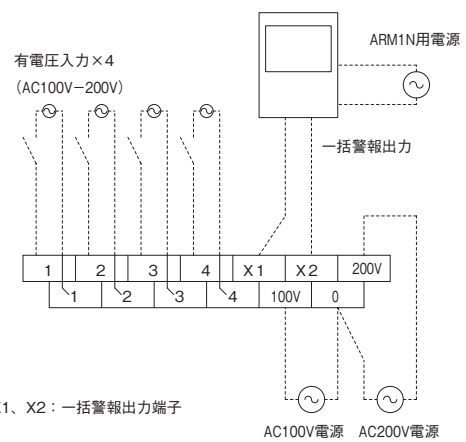 ARM1N用電源
有電圧入力×4
(AC100V−200V)
一括警報出力
1 2 3 4 X1 X2 200V
1 2 3 4 100V 0
1、X2：一括警報出力端子
AC100V電源 AC200V電源